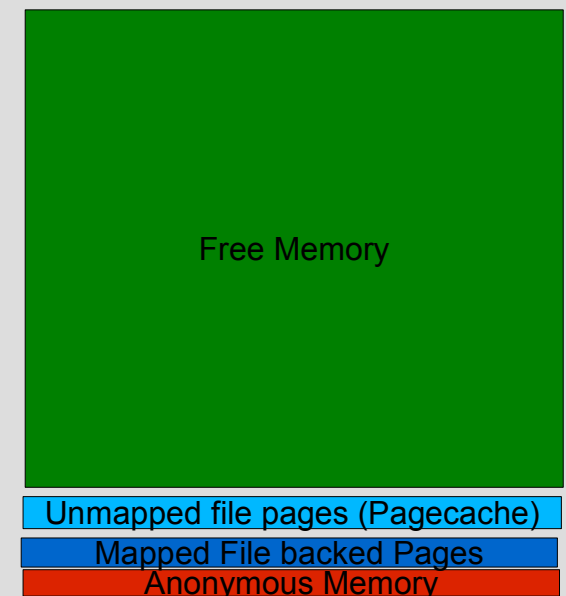 Free Memory
Unmapped file pages (Pagecache)
Mapped File backed Pages
Anonymous Memory